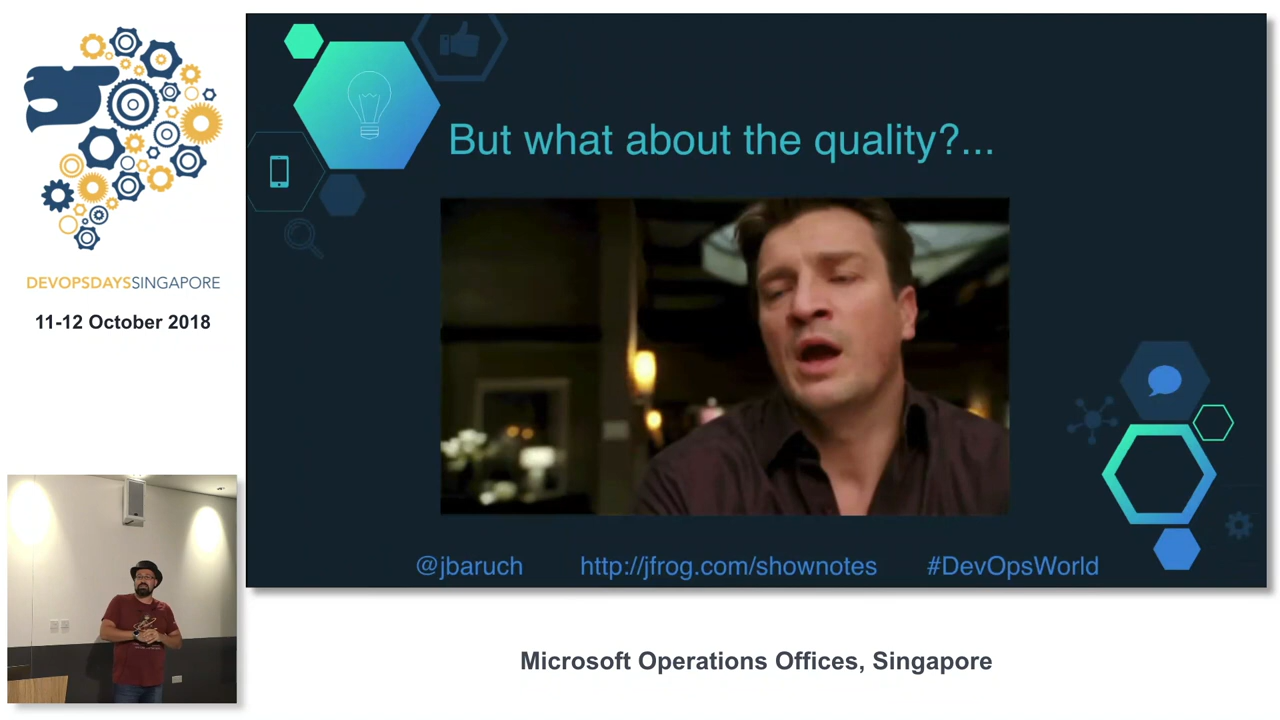 DEVOPSDAYSSINGAPORE
11-12 October 2018
But what about the quality?...
@jbaruch http://jfrog.com/shownotes #DevOpsWorld
Microsoft Operations Offices, Singapore